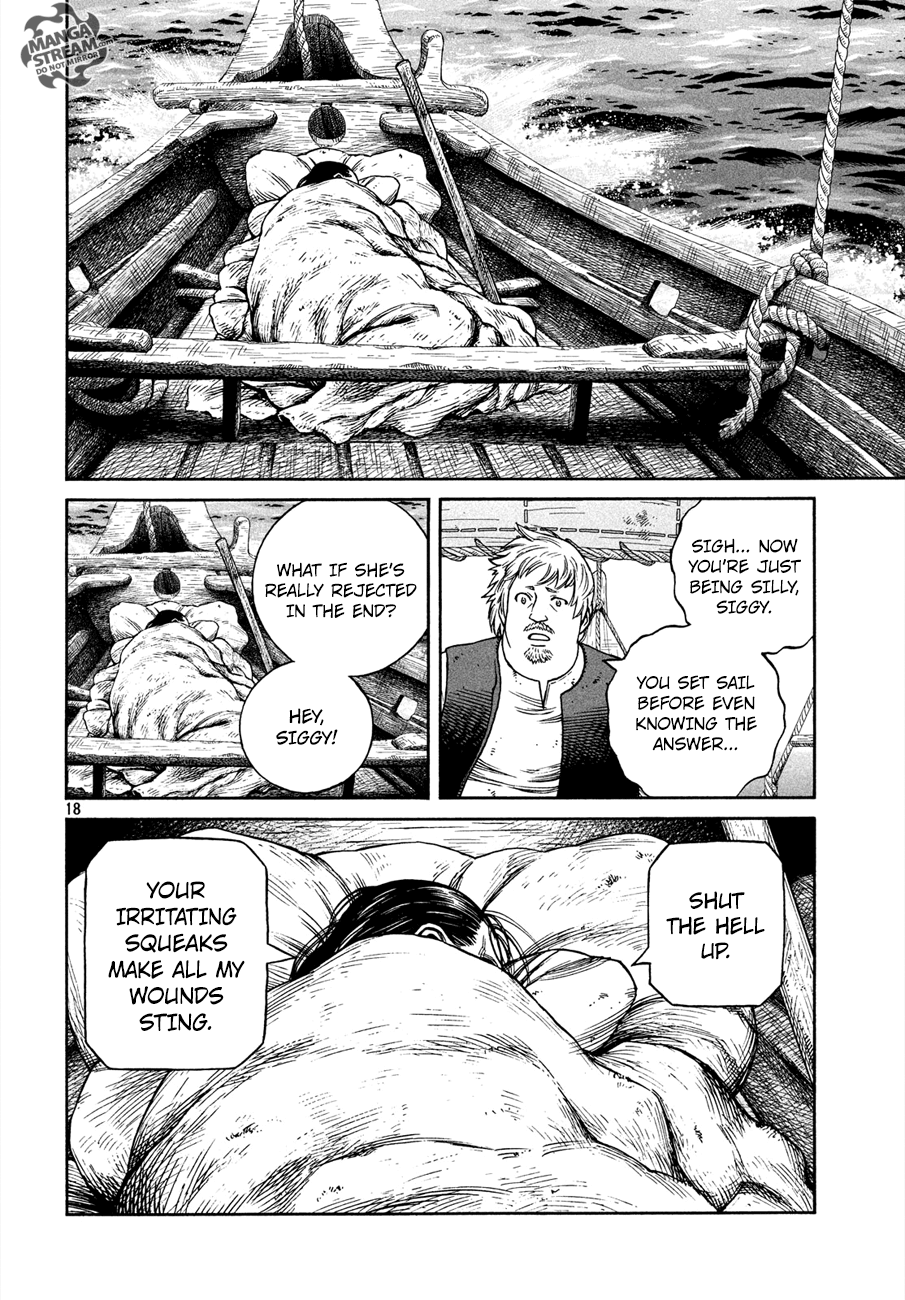 MANGA
STREAM.com
DO NOT MIRROR
SIGH... NOW
YOU'RE JUST
BEING SILLY,
SIGGY.
YOU SET SAIL
BEFORE EVEN
KNOWING THE
ANSWER...
WHAT IF SHE'S
REALLY REJECTED
IN THE END?
HEY,
SIGGY!
18
SHUT
THE HELL
UP.
YOUR
IRRITATING
SQUEAKS
MAKE ALL MY
WOUNDS
STING.